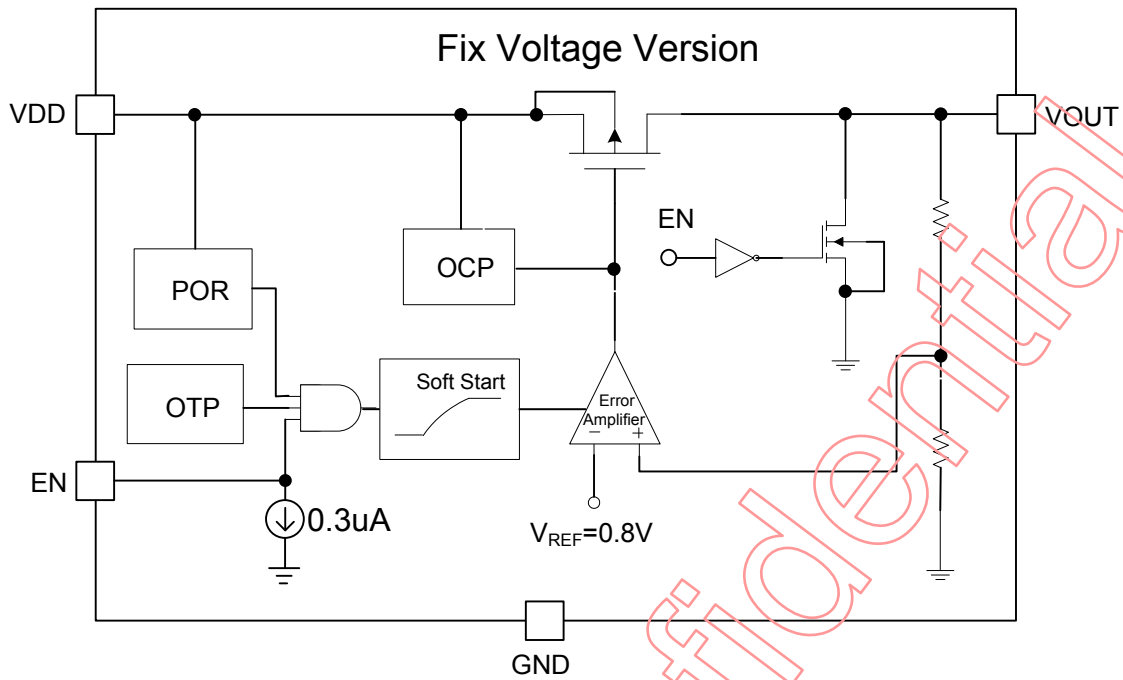 Fix Voltage Version
VDD
VOUT
EN
POR
OCP
OTP
Soft Start
Error
Amplifier
− +
EN
0.3uA
VREF=0.8V
GND
fidential